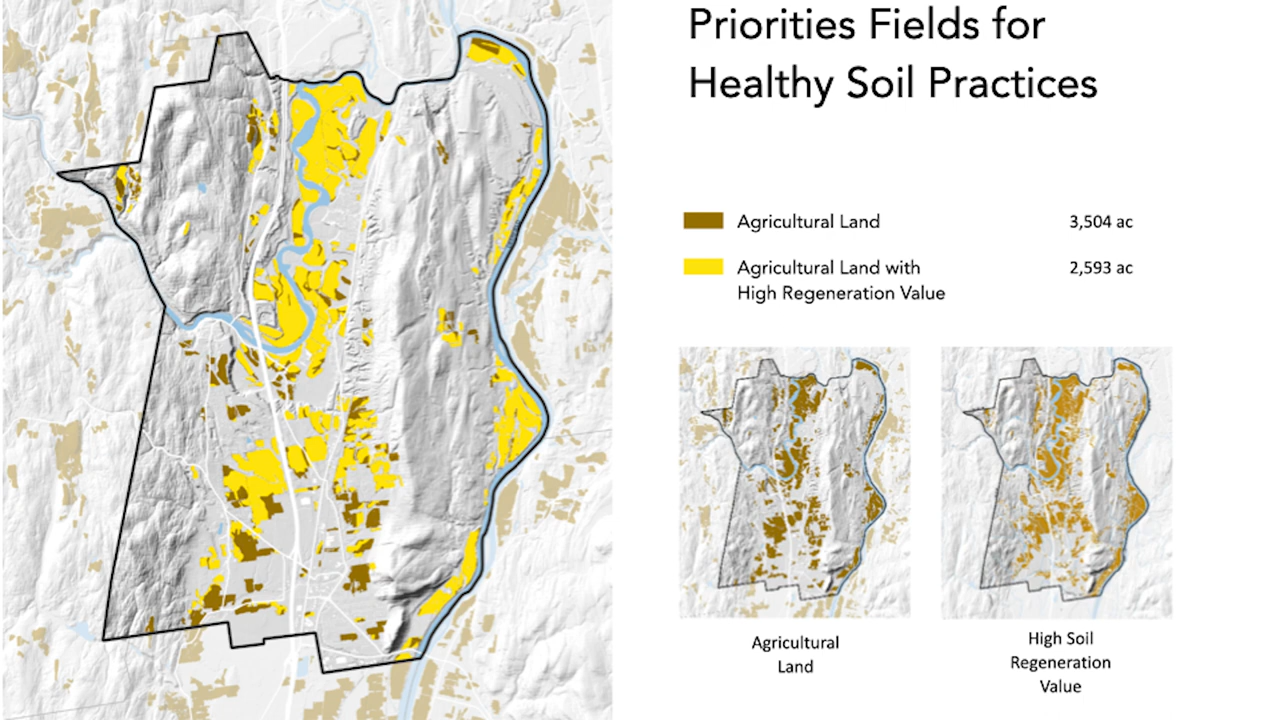 Priorities Fields for
Healthy Soil Practices
Agricultural Land 3,504 ac
Agricultural Land with 2,593 ac
High Regeneration Value
Agricultural
Land
High Soil
Regeneration
Value